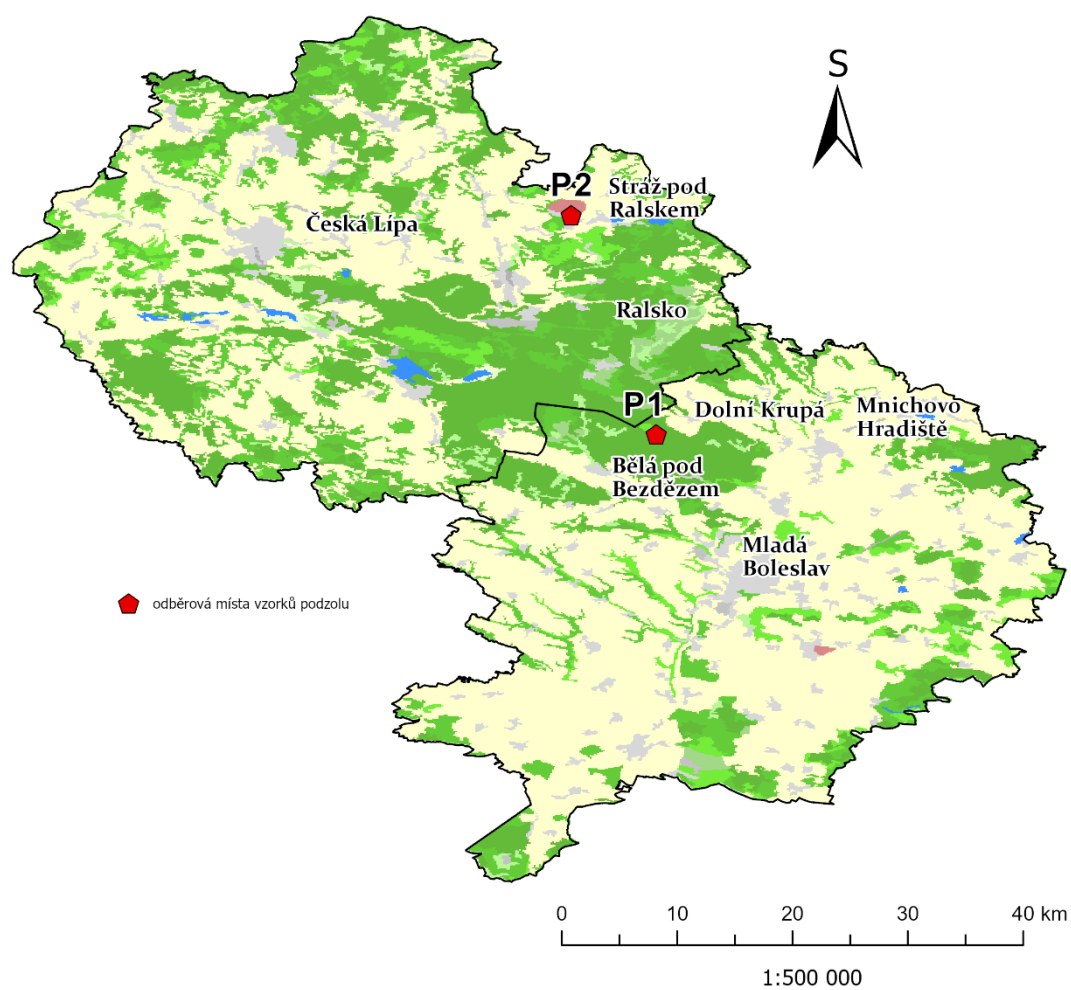 S
P2
Stráž pod
Ralskem
Česká Lípa
Ralsko
P1
Dolní Krupá
Mnichovo
Hradiště
Bělá pod
Bezdězem
Mladá
Boleslav
odběrová místa vzorků podzolu
0 10 20 30 40 km
1:500 000